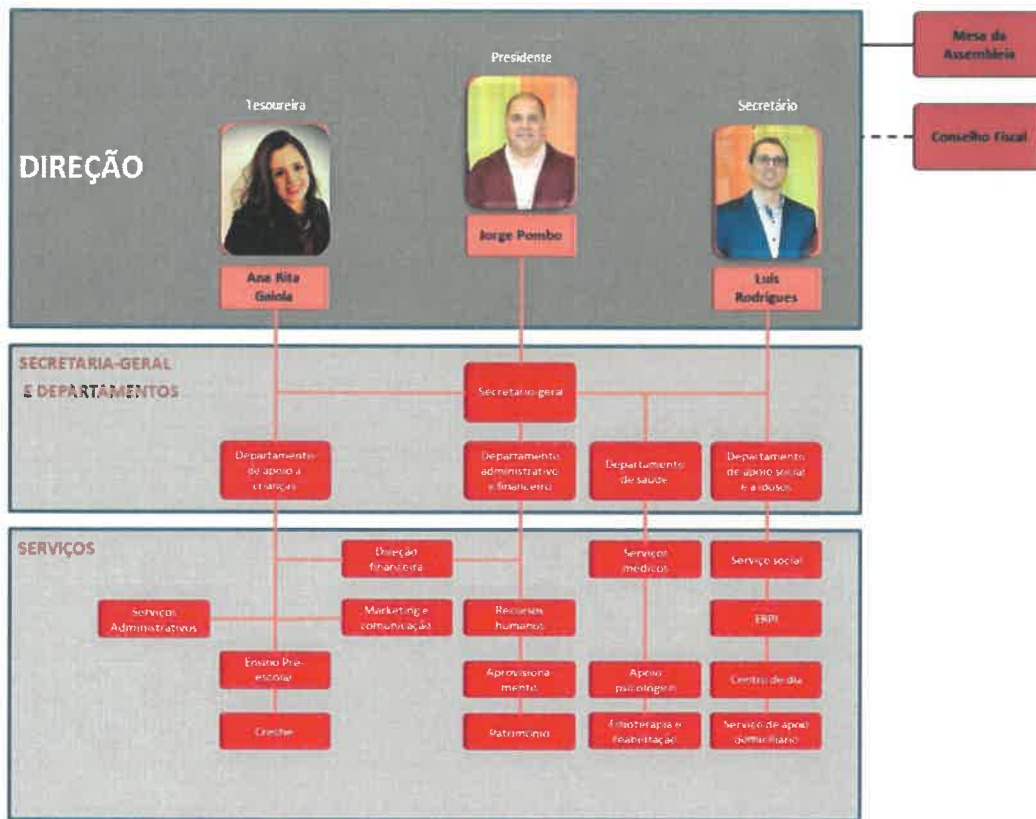 Mesa da
Assembleia
Conselho Fiscal
DIREÇÃO
Tesoureira
Presidente
Secretário
Ana Rita
Gaiola
Jorge Pombo
Luís
Rodrigues
SECRETARIA-GERAL
E DEPARTAMENTOS
Secretário-geral
Departamento
de apoio a
crianças
Departamento
administrativo
e financeiro
Departamento
de saúde
Departamento
de apoio social
e a idosos
SERVIÇOS
Direção
financeira
Serviços
médicos
Serviço social
Serviços
Administrativos
Marketing e
comunicação
Recursos
humanos
ERPI
Ensino Pré-
escolar
Aprovisiona
mento
Apoio
psicológico
Centro de dia
Creche
Património
Fisioterapia e
reabilitação
Serviço de apoio
domiciliário